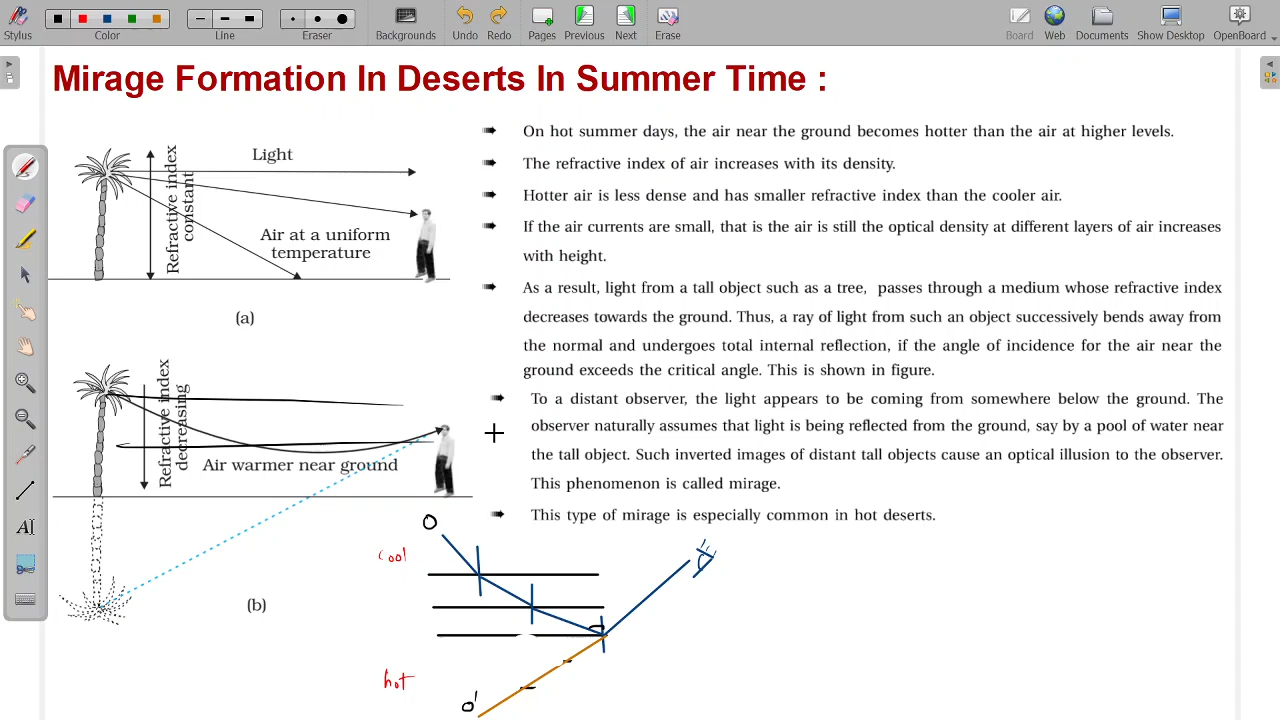 Stylus
Color
Line
Eraser
Backgrounds
Undo
Redo
Pages
Previous
Next
Erase
Board
Web
Documents
Show Desktop
OpenBoard
Mirage Formation In Deserts In Summer Time :
Light
Refractive index
constant
Air at a uniform
temperature
(a)
Refractive index
decreasing
Air warmer near ground
(b)
On hot summer days, the air near the ground becomes hotter than the air at higher levels.
The refractive index of air increases with its density.
Hotter air is less dense and has smaller refractive index than the cooler air.
If the air currents are small, that is the air is still the optical density at different layers of air increases
with height.
As a result, light from a tall object such as a tree, passes through a medium whose refractive index
decreases towards the ground. Thus, a ray of light from such an object successively bends away from
the normal and undergoes total internal reflection, if the angle of incidence for the air near the
ground exceeds the critical angle. This is shown in figure.
To a distant observer, the light appears to be coming from somewhere below the ground. The
observer naturally assumes that light is being reflected from the ground, say by a pool of water near
the tall object. Such inverted images of distant tall objects cause an optical illusion to the observer.
This phenomenon is called mirage.
This type of mirage is especially common in hot deserts.
O
cool
hot
O'
AI